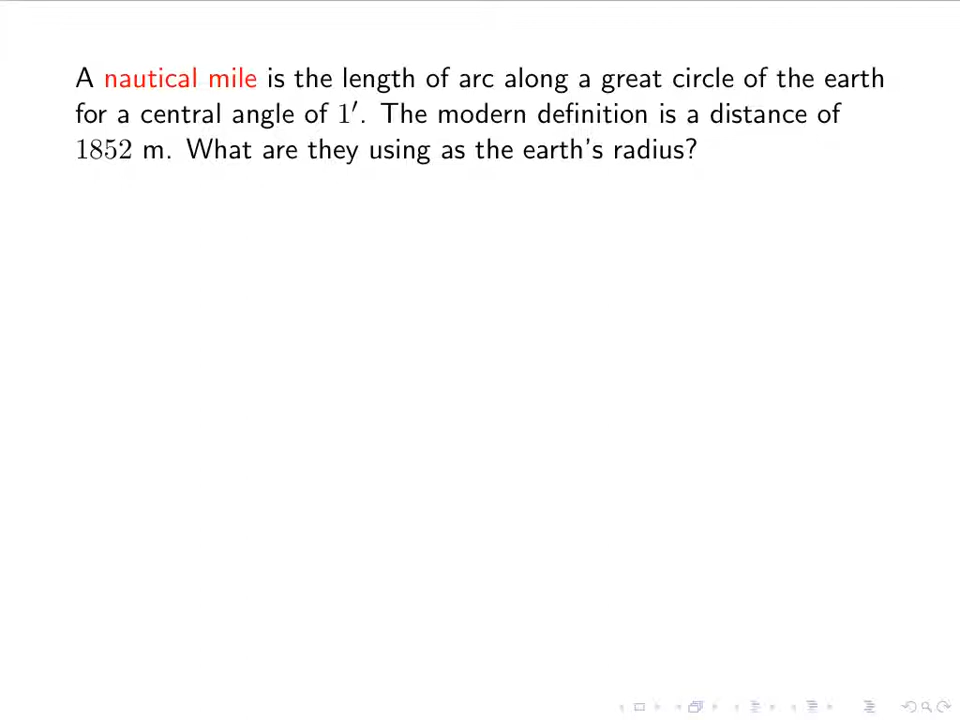 A nautical mile is the length of arc along a great circle of the earth
for a central angle of 1′. The modern definition is a distance of
1852 m. What are they using as the earth's radius?